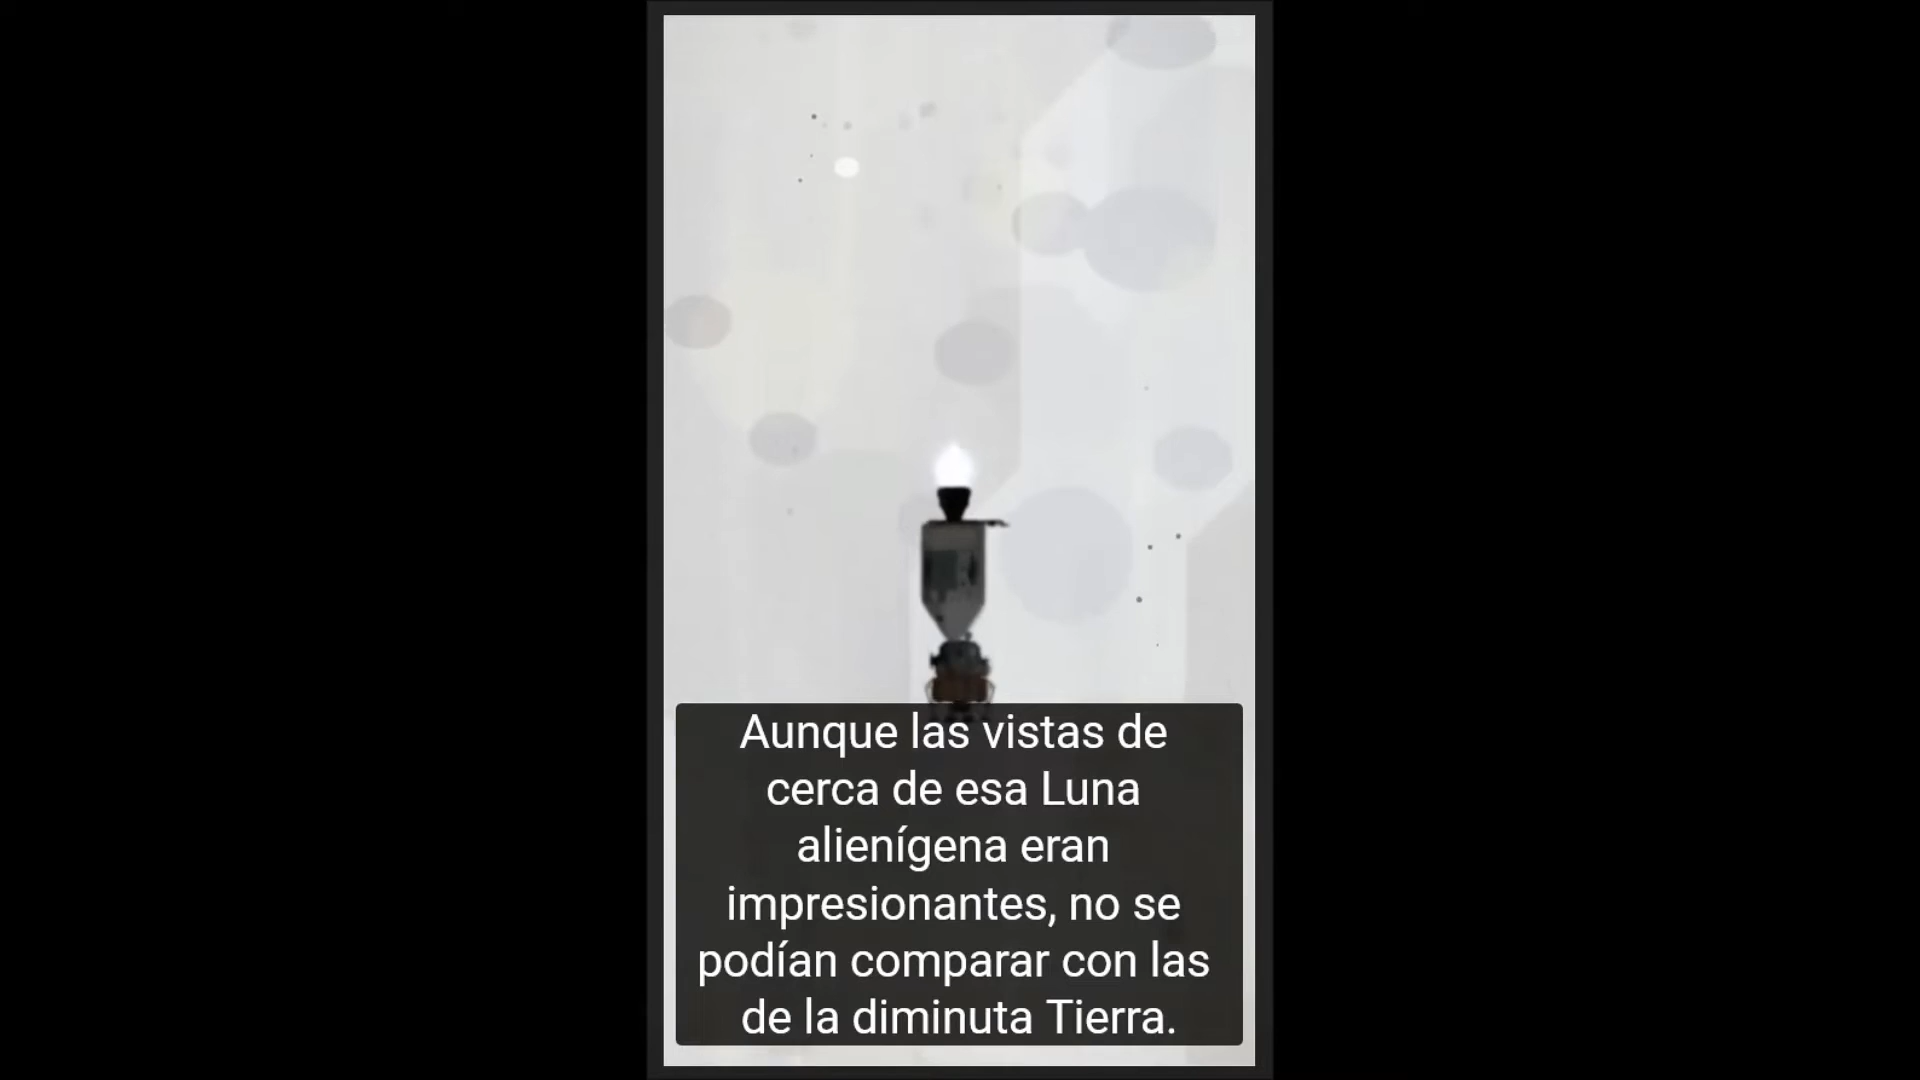 Aunque las vistas de
cerca de esa Luna
alienígena eran
impresionantes, no se
podían comparar con las
de la diminuta Tierra.